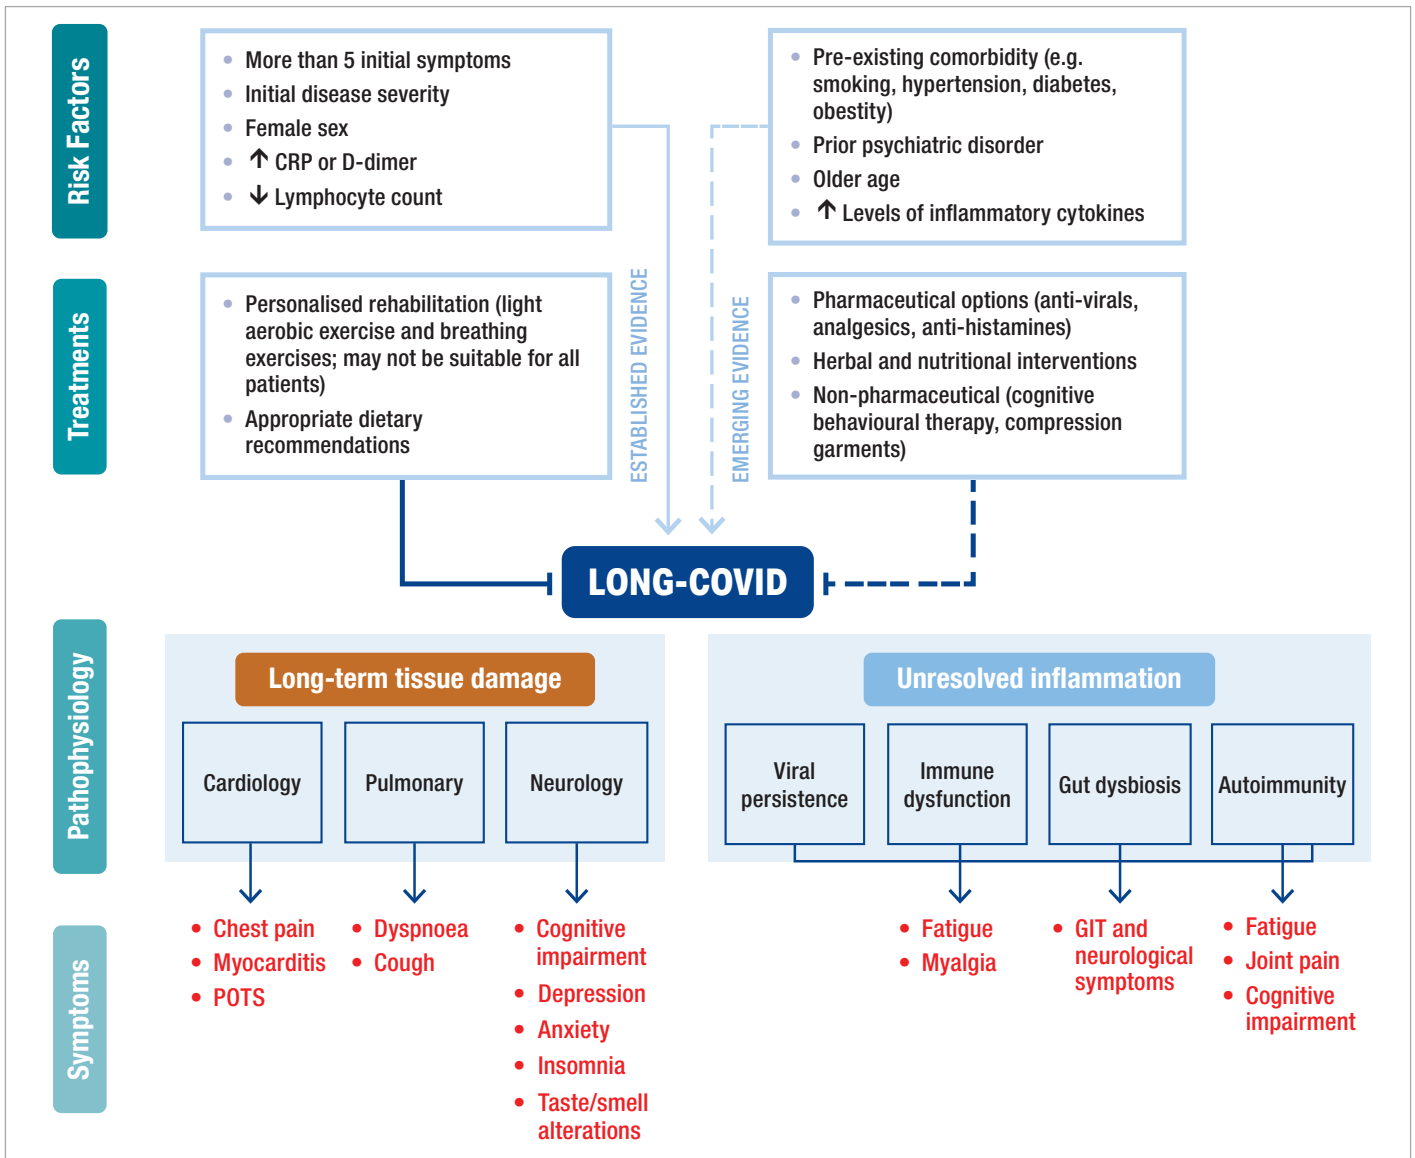 Risk Factors
• More than 5 initial symptoms
• Initial disease severity
• Female sex
• ↑ CRP or D-dimer
• ↓ Lymphocyte count
• Pre-existing comorbidity (e.g.
smoking, hypertension, diabetes,
obestity)
• Prior psychiatric disorder
• Older age
• ↑ Levels of inflammatory cytokines
Treatments
• Personalised rehabilitation (light
aerobic exercise and breathing
exercises; may not be suitable for all
patients)
• Appropriate dietary
recommendations
ESTABLISHED EVIDENCE
EMERGING EVIDENCE
• Pharmaceutical options (anti-virals,
analgesics, anti-histamines)
• Herbal and nutritional interventions
• Non-pharmaceutical (cognitive
behavioural therapy, compression
garments)
LONG-COVID
Pathophysiology
Long-term tissue damage
Cardiology
Pulmonary
Neurology
Unresolved inflammation
Viral
persistence
Immune
dysfunction
Gut dysbiosis
Autoimmunity
Symptoms
• Chest pain
• Myocarditis
• POTS
• Dyspnoea
• Cough
• Cognitive
impairment
• Depression
• Anxiety
• Insomnia
• Taste/smell
alterations
• Fatigue
• Myalgia
• GIT and
neurological
symptoms
• Fatigue
• Joint pain
• Cognitive
impairment